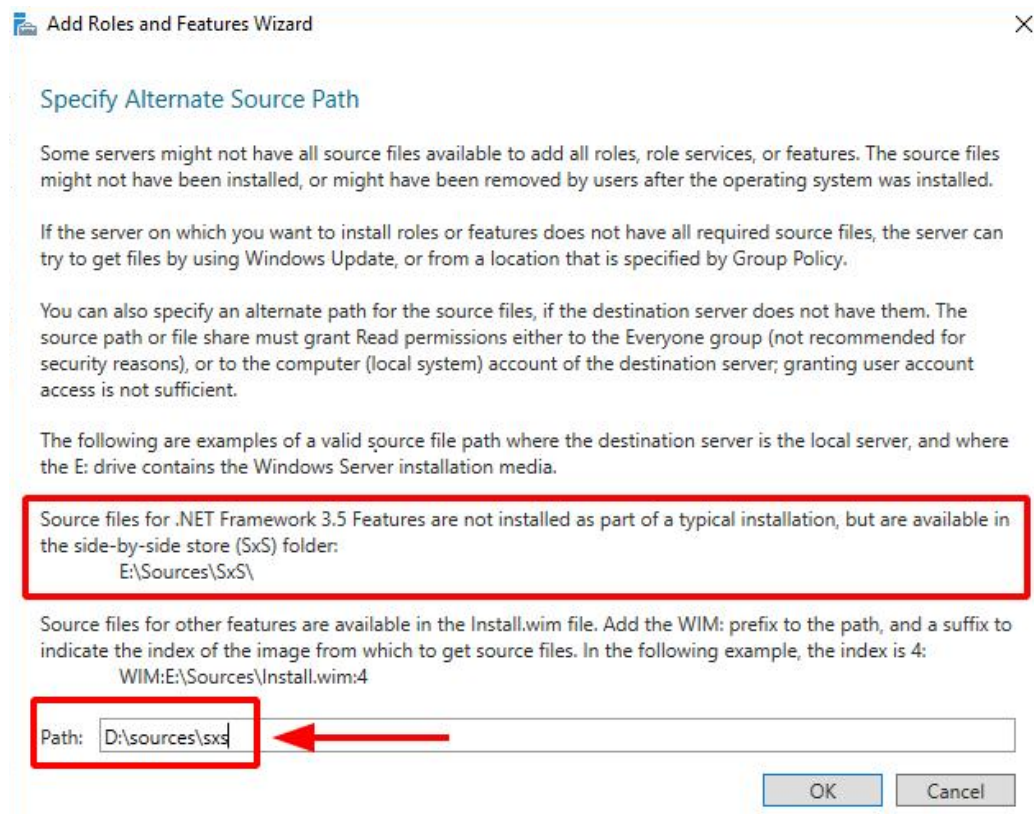 Add Roles and Features Wizard
Specify Alternate Source Path
Some servers might not have all source files available to add all roles, role services, or features. The source files
might not have been installed, or might have been removed by users after the operating system was installed.
If the server on which you want to install roles or features does not have all required source files, the server can
try to get files by using Windows Update, or from a location that is specified by Group Policy.
You can also specify an alternate path for the source files, if the destination server does not have them. The
source path or file share must grant Read permissions either to the Everyone group (not recommended for
security reasons), or to the computer (local system) account of the destination server; granting user account
access is not sufficient.
The following are examples of a valid source file path where the destination server is the local server, and where
the E: drive contains the Windows Server installation media.
Source files for .NET Framework 3.5 Features are not installed as part of a typical installation, but are available in
the side-by-side store (SxS) folder:
E:\Sources\SxS\
Source files for other features are available in the Install.wim file. Add the WIM: prefix to the path, and a suffix to
indicate the index of the image from which to get source files. In the following example, the index is 4:
WIM:E:\Sources\Install.wim:4
Path: D:\sources\sxs
OK Cancel